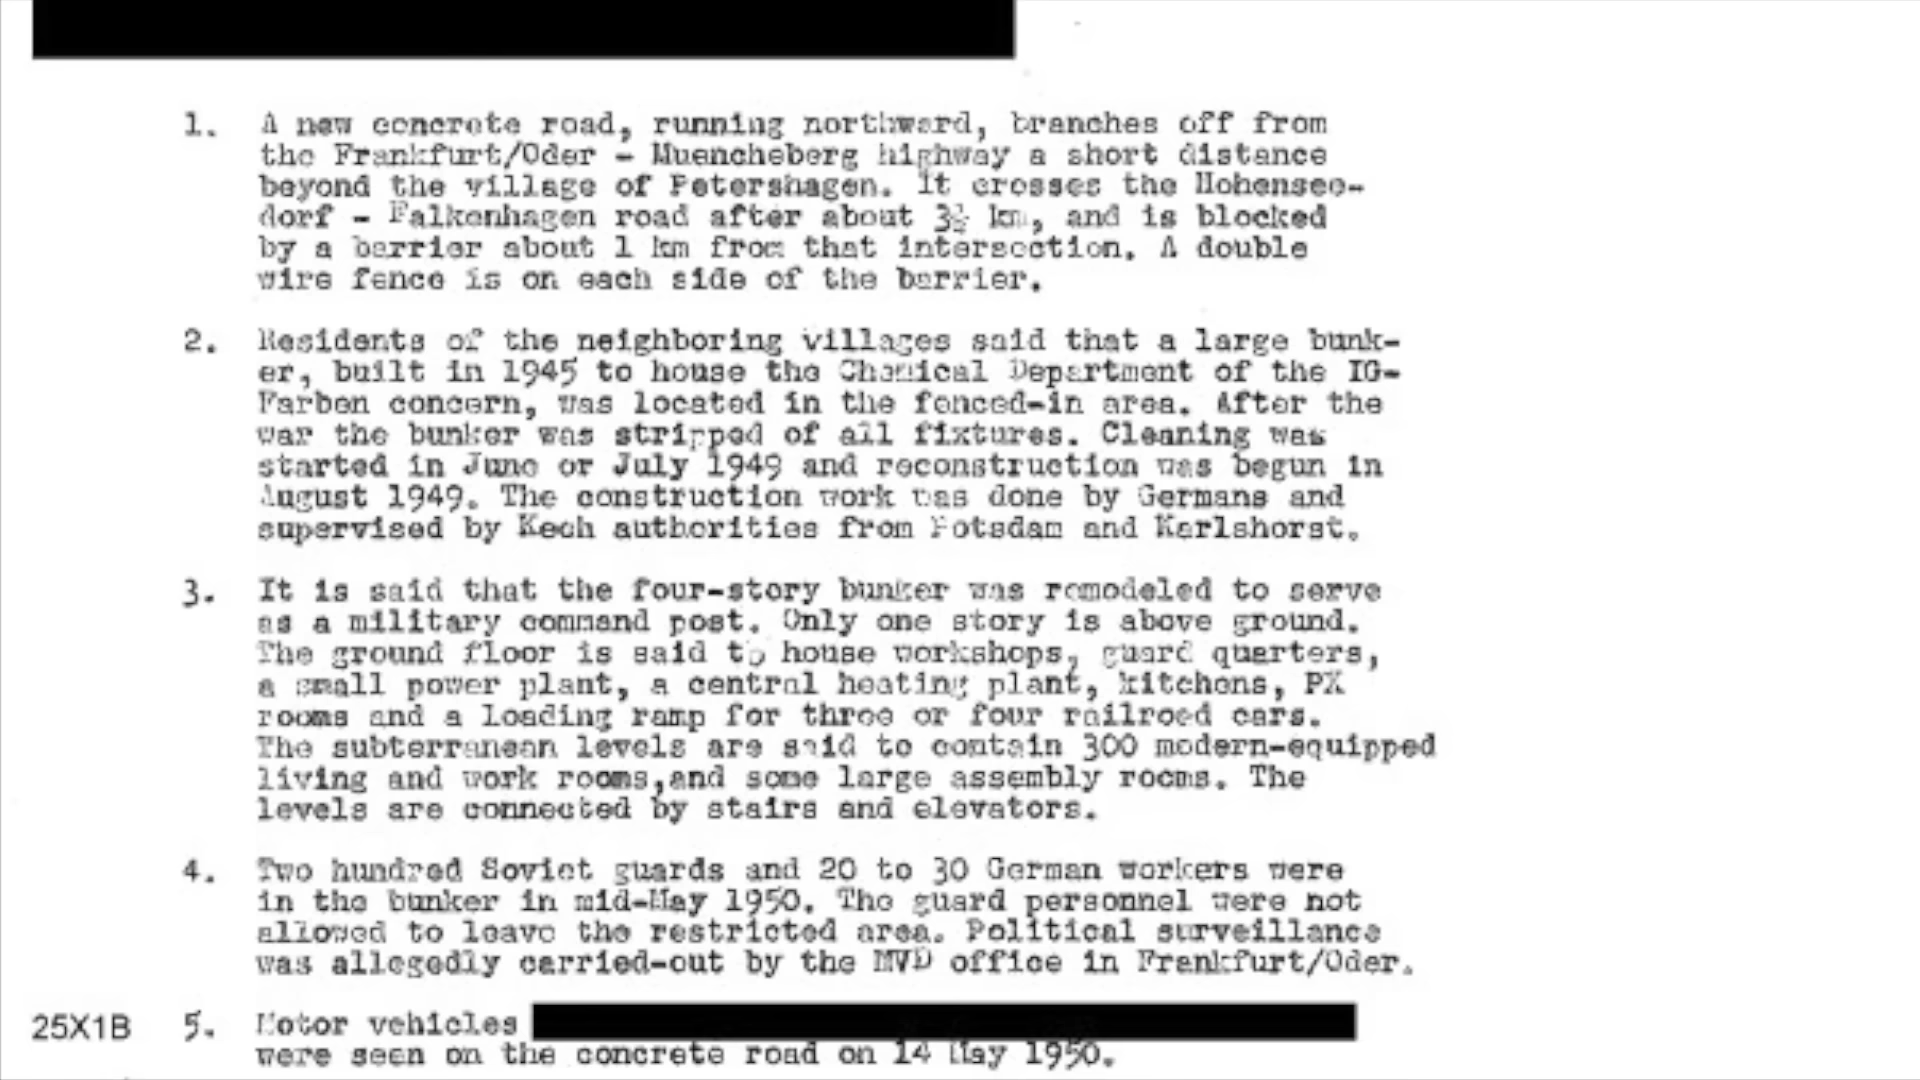 1. A new concrete road, running northward, branches off from
the Frankfurt/Oder - Muencheberg highway a short distance
beyond the village of Petershagen. It crosses the Hohensee-
dorf - Falkenhagen road after about 3½ km, and is blocked
by a barrier about 1 km from that intersection. A double
wire fence is on each side of the barrier.
2. Residents of the neighboring villages said that a large bunk-
er, built in 1945 to house the Chemical Department of the IG-
Farben concern, was located in the fenced-in area. After the
war the bunker was stripped of all fixtures. Cleaning was
started in June or July 1949 and reconstruction was begun in
August 1949. The construction work was done by Germans and
supervised by Kech authorities from Potsdam and Karlshorst.
3. It is said that the four-story bunker was remodeled to serve
as a military command post. Only one story is above ground.
The ground floor is said to house workshops, guard quarters,
a small power plant, a central heating plant, kitchens, PX
rooms and a loading ramp for three or four railroad cars.
The subterranean levels are said to contain 300 modern-equipped
living and work rooms,and some large assembly rooms. The
levels are connected by stairs and elevators.
4. Two hundred Soviet guards and 20 to 30 German workers were
in the bunker in mid-May 1950. The guard personnel were not
allowed to leave the restricted area. Political surveillance
was allegedly carried-out by the MVD office in Frankfurt/Oder.
25X1B 5. Motor vehicles
were seen on the concrete road on 14 May 1950.